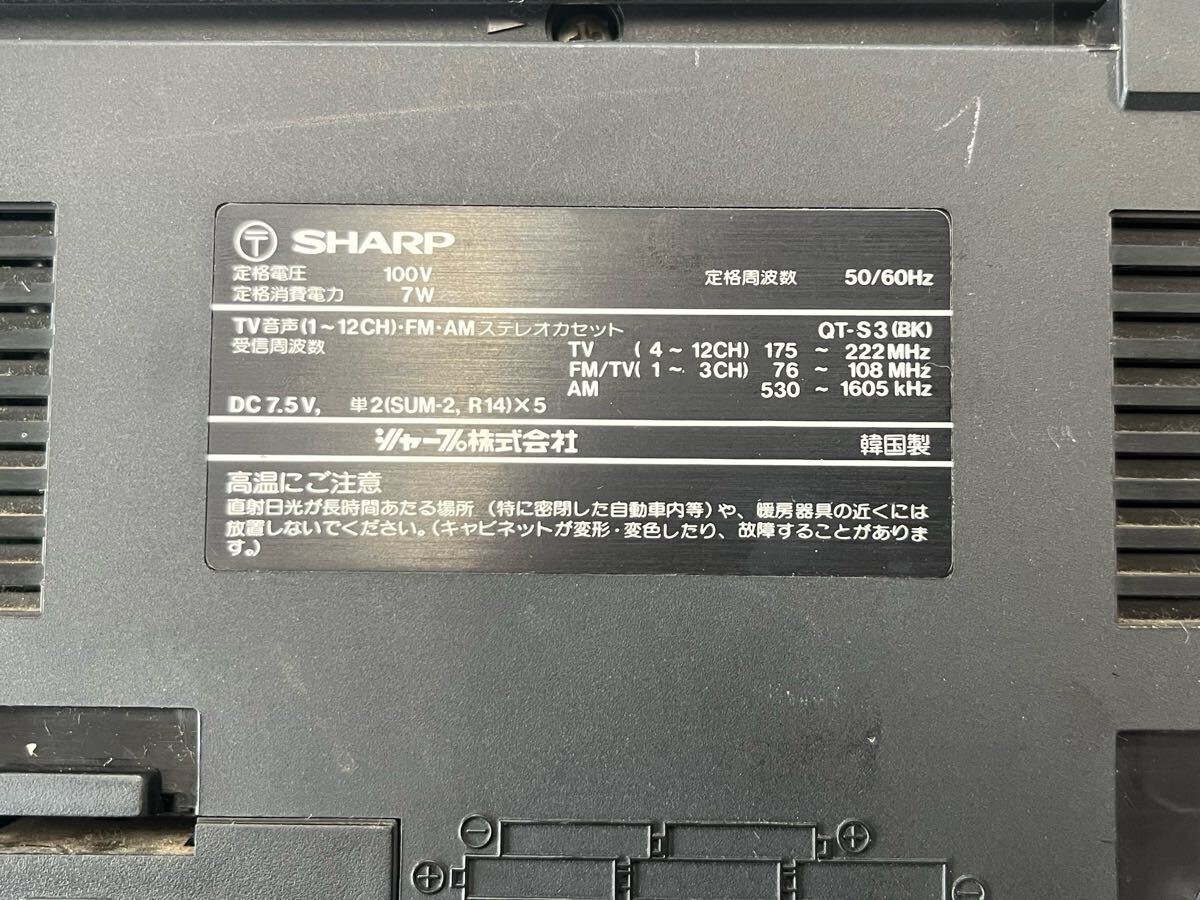 〒 SHARP
定格電圧 100V 定格周波数 50/60Hz
定格消費電力 7W
TV音声(1~12CH)·FM·AMステレオカセット QT-S3(BK)
受信周波数 TV (4~12CH) 175 ~ 222MHz
FM/TV(1~3CH) 76 ~ 108MHz
AM 530 ~ 1605kHz
DC7.5V, 単2(SUM-2, R14)×5
シャープ株式会社 韓国製
高温にご注意
直射日光が長時間あたる場所(特に密閉した自動車内等)や、暖房器具の近くには
放置しないでください。(キャビネットが変形·変色したり、故障することがありま
す。)
⊖ ⊕
⊕ ⊖